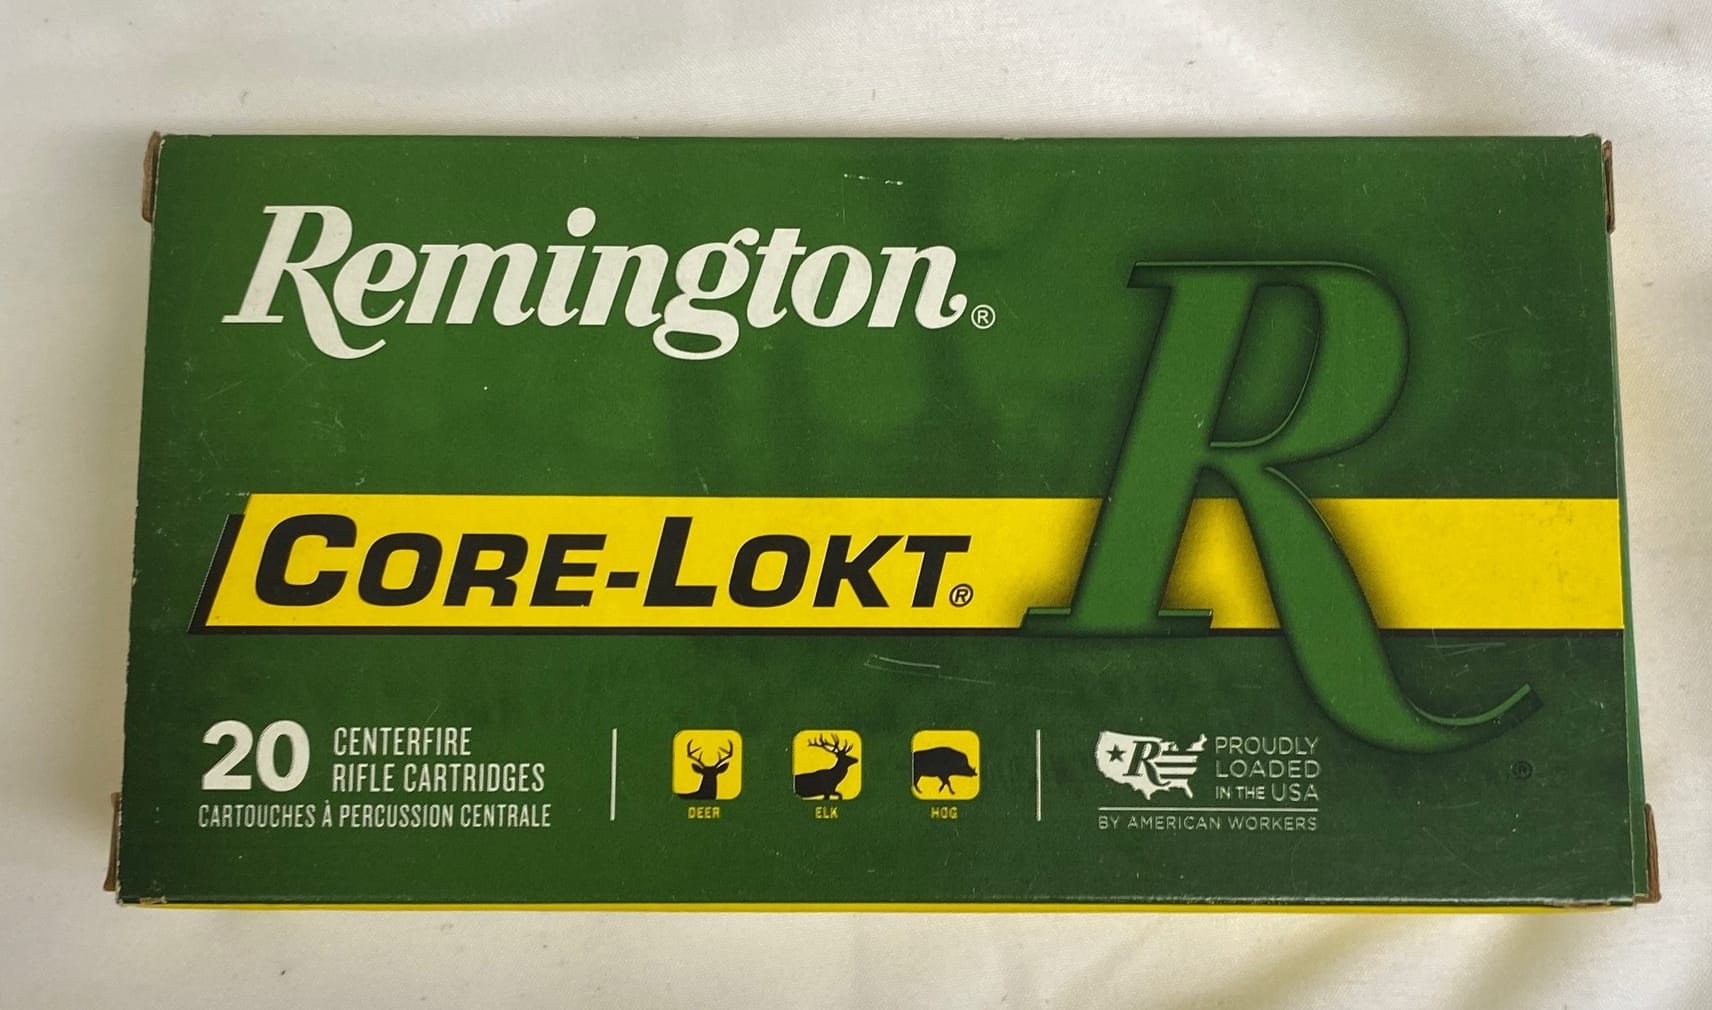 Remington®
CORE-LOKT®
20 CENTERFIRE
RIFLE CARTRIDGES
CARTOUCHES À PERCUSSION CENTRALE
DEER
ELK
HOG
R
PROUDLY
LOADED
IN THE USA
BY AMERICAN WORKERS
R®